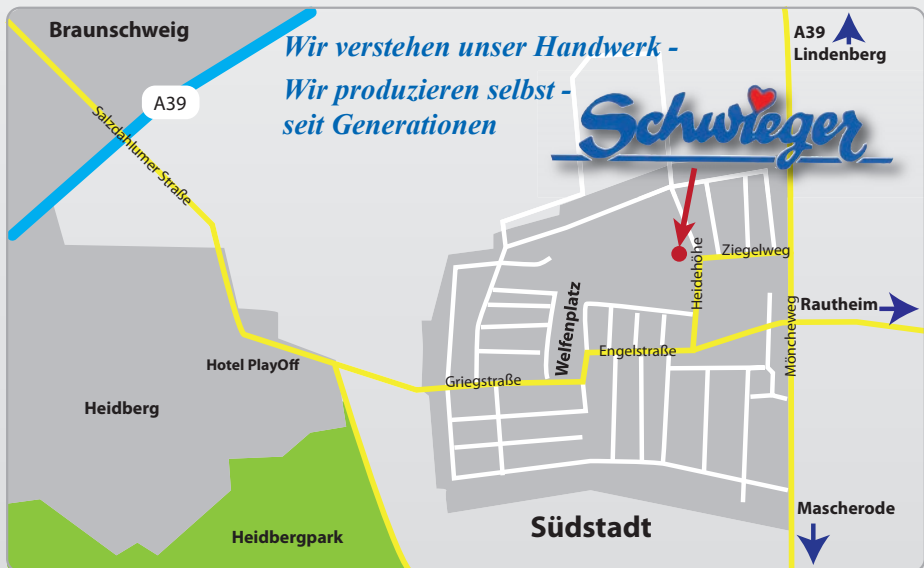 Braunschweig
Wir verstehen unser Handwerk -
Wir produzieren selbst -
seit Generationen
A39
Lindenberg
A39
Schwieger
Salzdahlumer Straße
Ziegelweg
Heidehöhe
Rautheim
Welfenplatz
Möncheweg
Engelstraße
Hotel PlayOff
Griegstraße
Heidberg
Mascherode
Südstadt
Heidbergpark